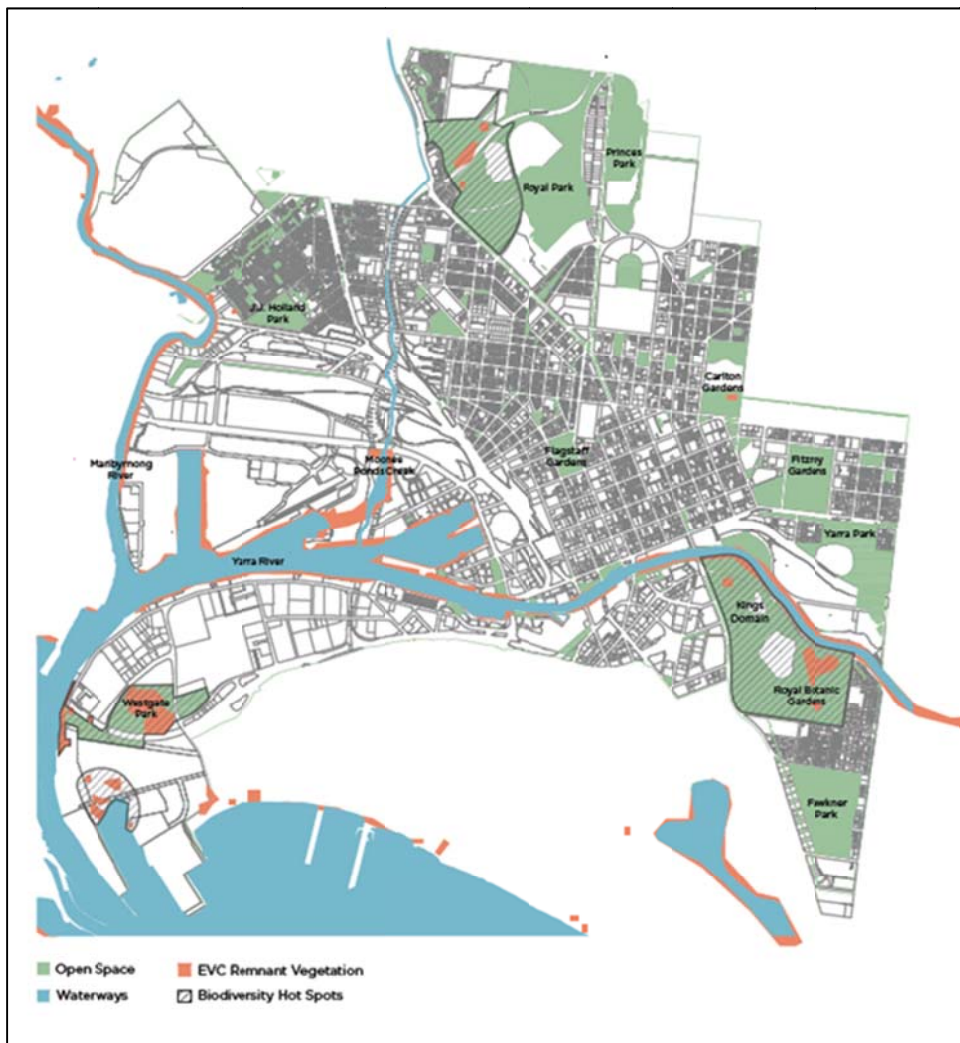 Princes
Park
Royal Park
J.J. Holland
Park
Carlton
Gardens
Flagstaff
Gardens
Fitzroy
Gardens
Maribyrnong
River
Moonee
Ponds Creek
Yarra Park
Yarra River
Kings
Domain
Royal Botanic
Gardens
Westgate
Park
Fawkner
Park
Open Space
EVC Remnant Vegetation
Waterways
Biodiversity Hot Spots